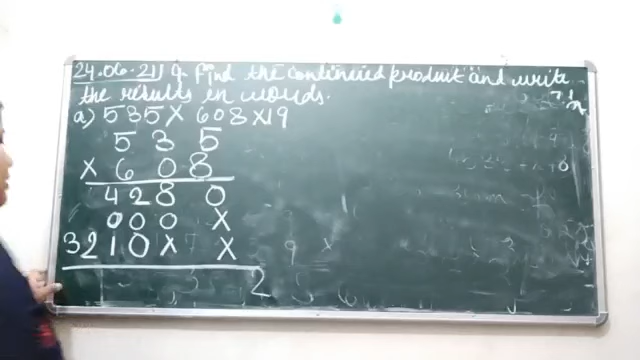 24.06.21) 9. Find the continued product and write
the results in words.
a) 535 X 608 X 19
5 3 5
X 6 0 8
4 2 8 0
0 0 0 X
3 2 1 0 X X
2